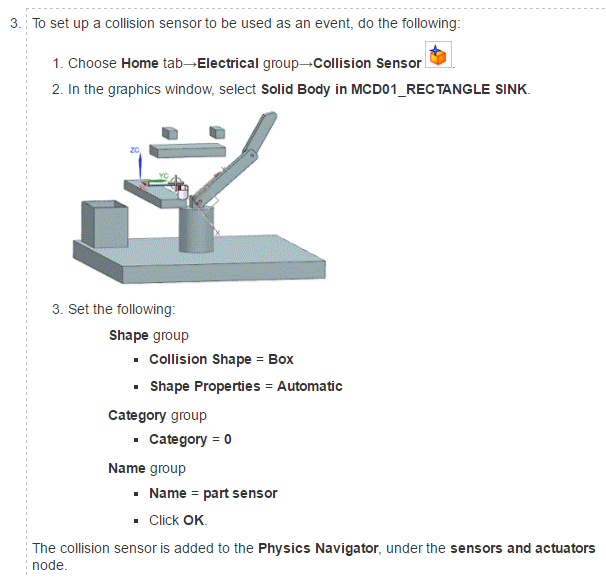 3. To set up a collision sensor to be used as an event, do the following:
1. Choose Home tab→Electrical group→Collision Sensor .
2. In the graphics window, select Solid Body in MCD01_RECTANGLE SINK.
ZC
YC
X
3. Set the following:
Shape group
▪ Collision Shape = Box
▪ Shape Properties = Automatic
Category group
▪ Category = 0
Name group
▪ Name = part sensor
▪ Click OK.
The collision sensor is added to the Physics Navigator, under the sensors and actuators
node.